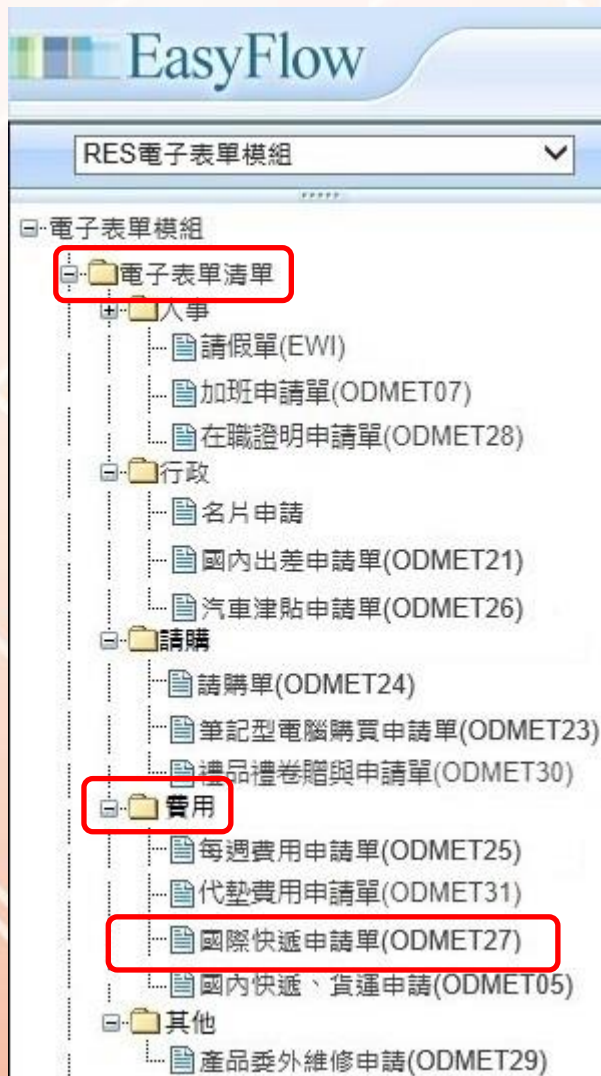 EasyFlow
RES電子表單模組
電子表單模組
電子表單清單
人事
請假單(EWI)
加班申請單(ODMET07)
在職證明申請單(ODMET28)
行政
名片申請
國內出差申請單(ODMET21)
汽車津貼申請單(ODMET26)
請購
請購單(ODMET24)
筆記型電腦購買申請單(ODMET23)
禮品禮卷贈與申請單(ODMET30)
費用
每週費用申請單(ODMET25)
代墊費用申請單(ODMET31)
國際快遞申請單(ODMET27)
國內快遞、貨運申請(ODMET05)
其他
產品委外維修申請(ODMET29)